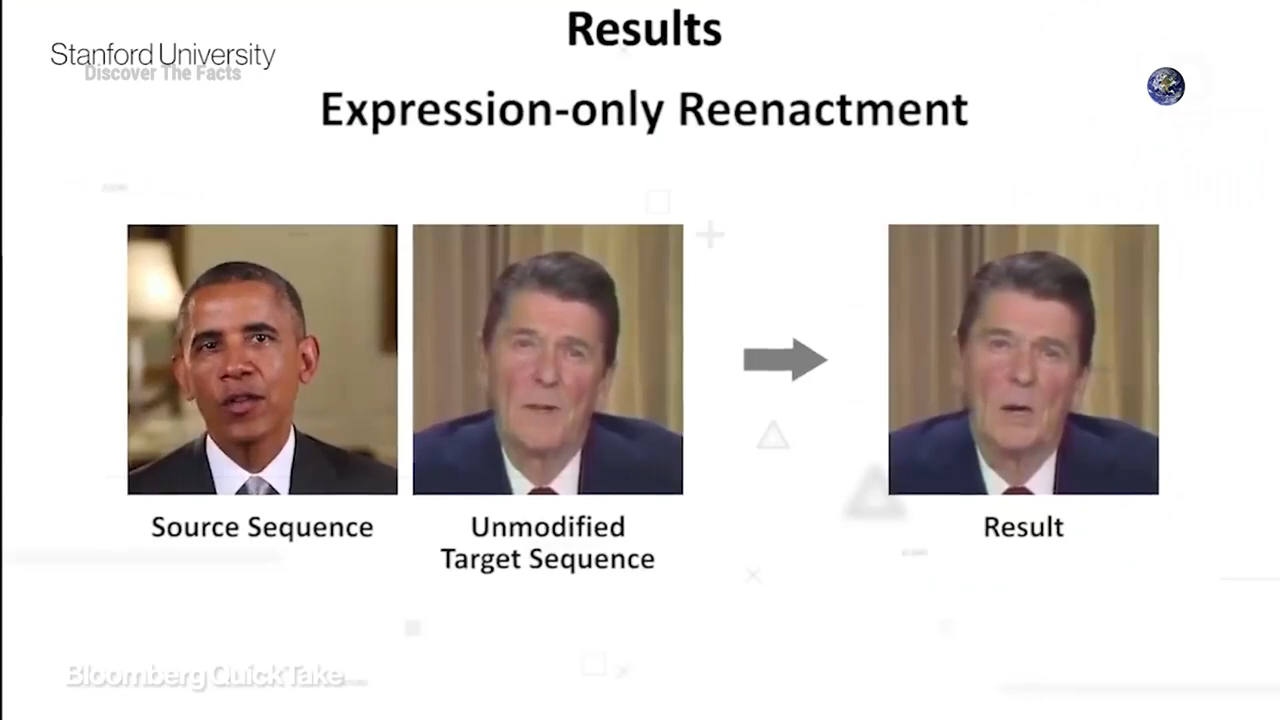 Results
Stanford University
Discover The Facts
Expression-only Reenactment
Source Sequence
Unmodified
Target Sequence
Result
Bloomberg QuickTake